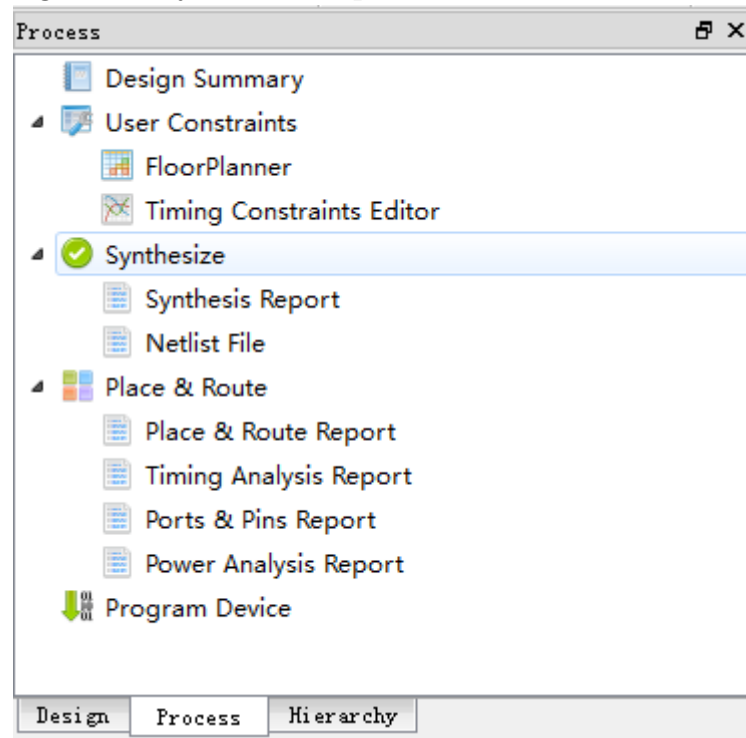 Process
Design Summary
User Constraints
FloorPlanner
Timing Constraints Editor
Synthesize
Synthesis Report
Netlist File
Place & Route
Place & Route Report
Timing Analysis Report
Ports & Pins Report
Power Analysis Report
Program Device
Design Process Hierarchy